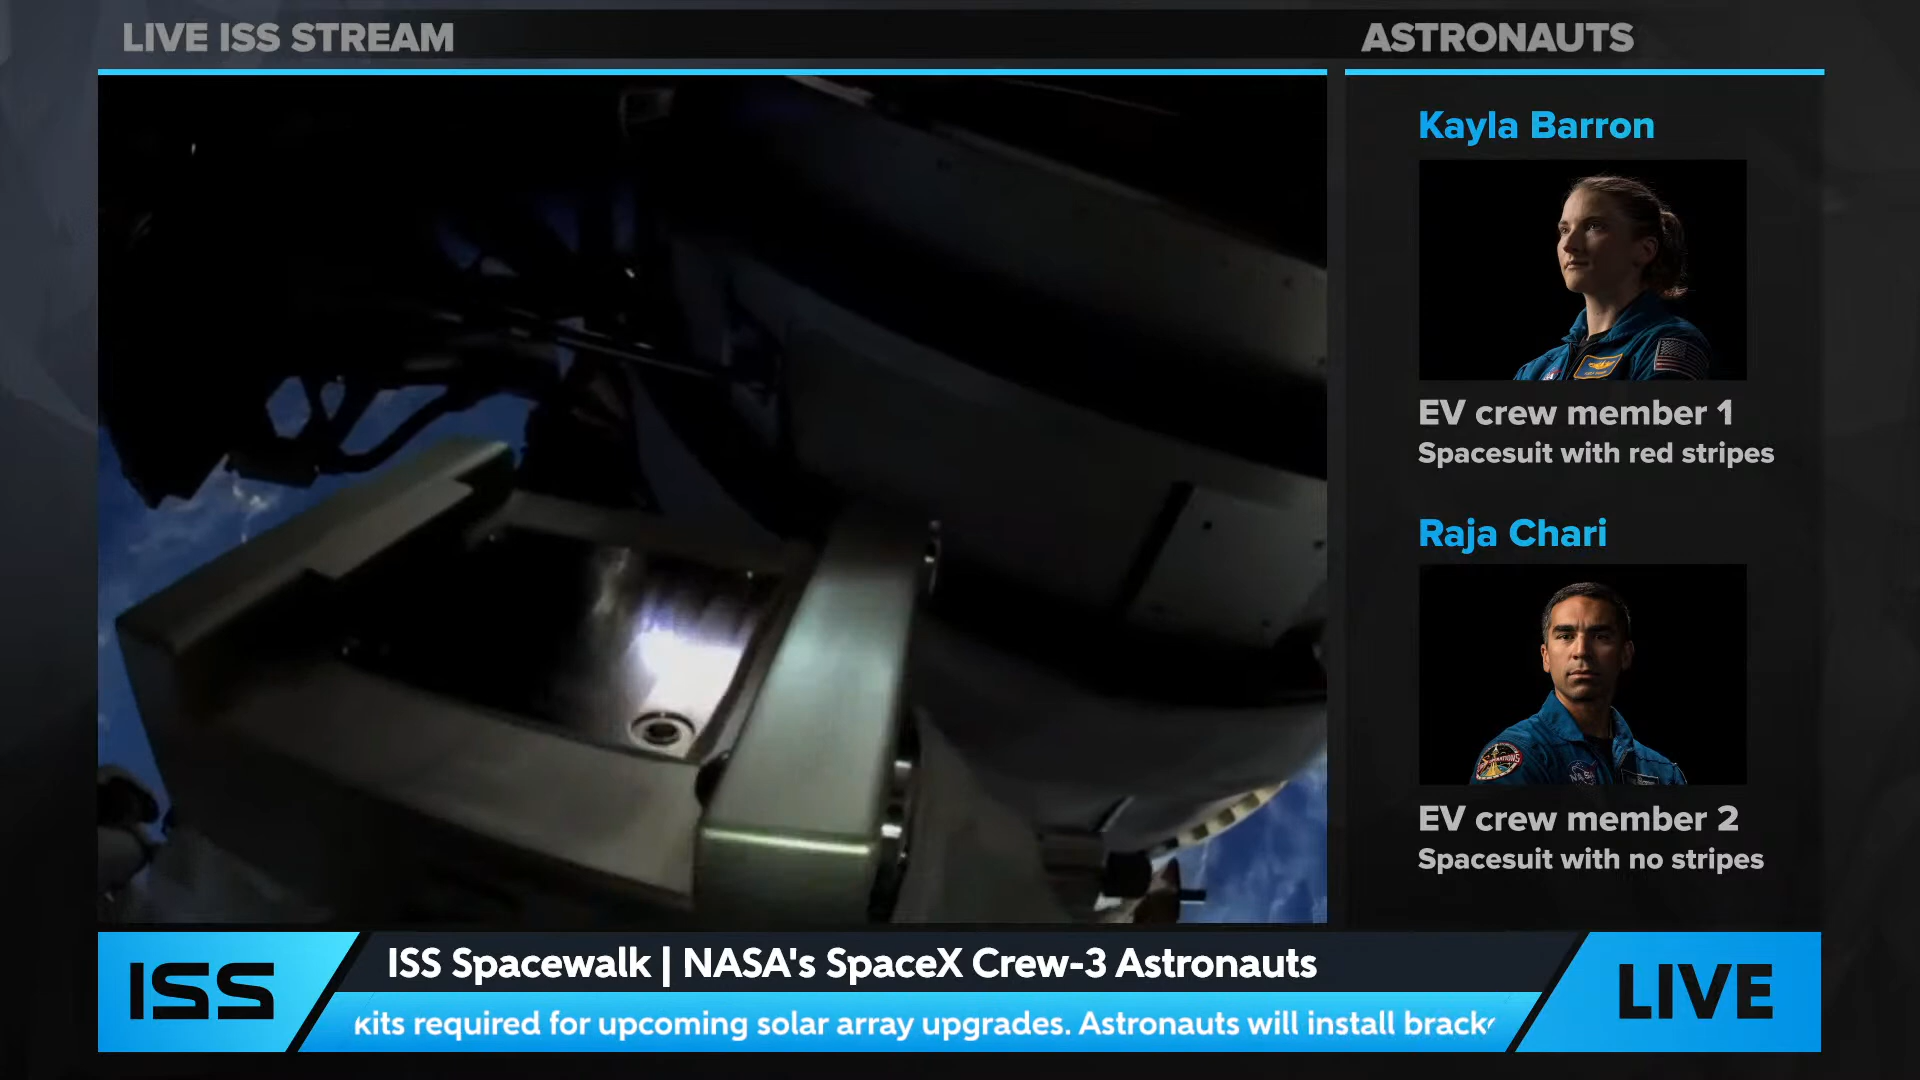 LIVE ISS STREAM
ASTRONAUTS
Kayla Barron
EV crew member 1
Spacesuit with red stripes
Raja Chari
NASA
EV crew member 2
Spacesuit with no stripes
ISS
ISS Spacewalk | NASA's SpaceX Crew-3 Astronauts
kits required for upcoming solar array upgrades. Astronauts will install
LIVE